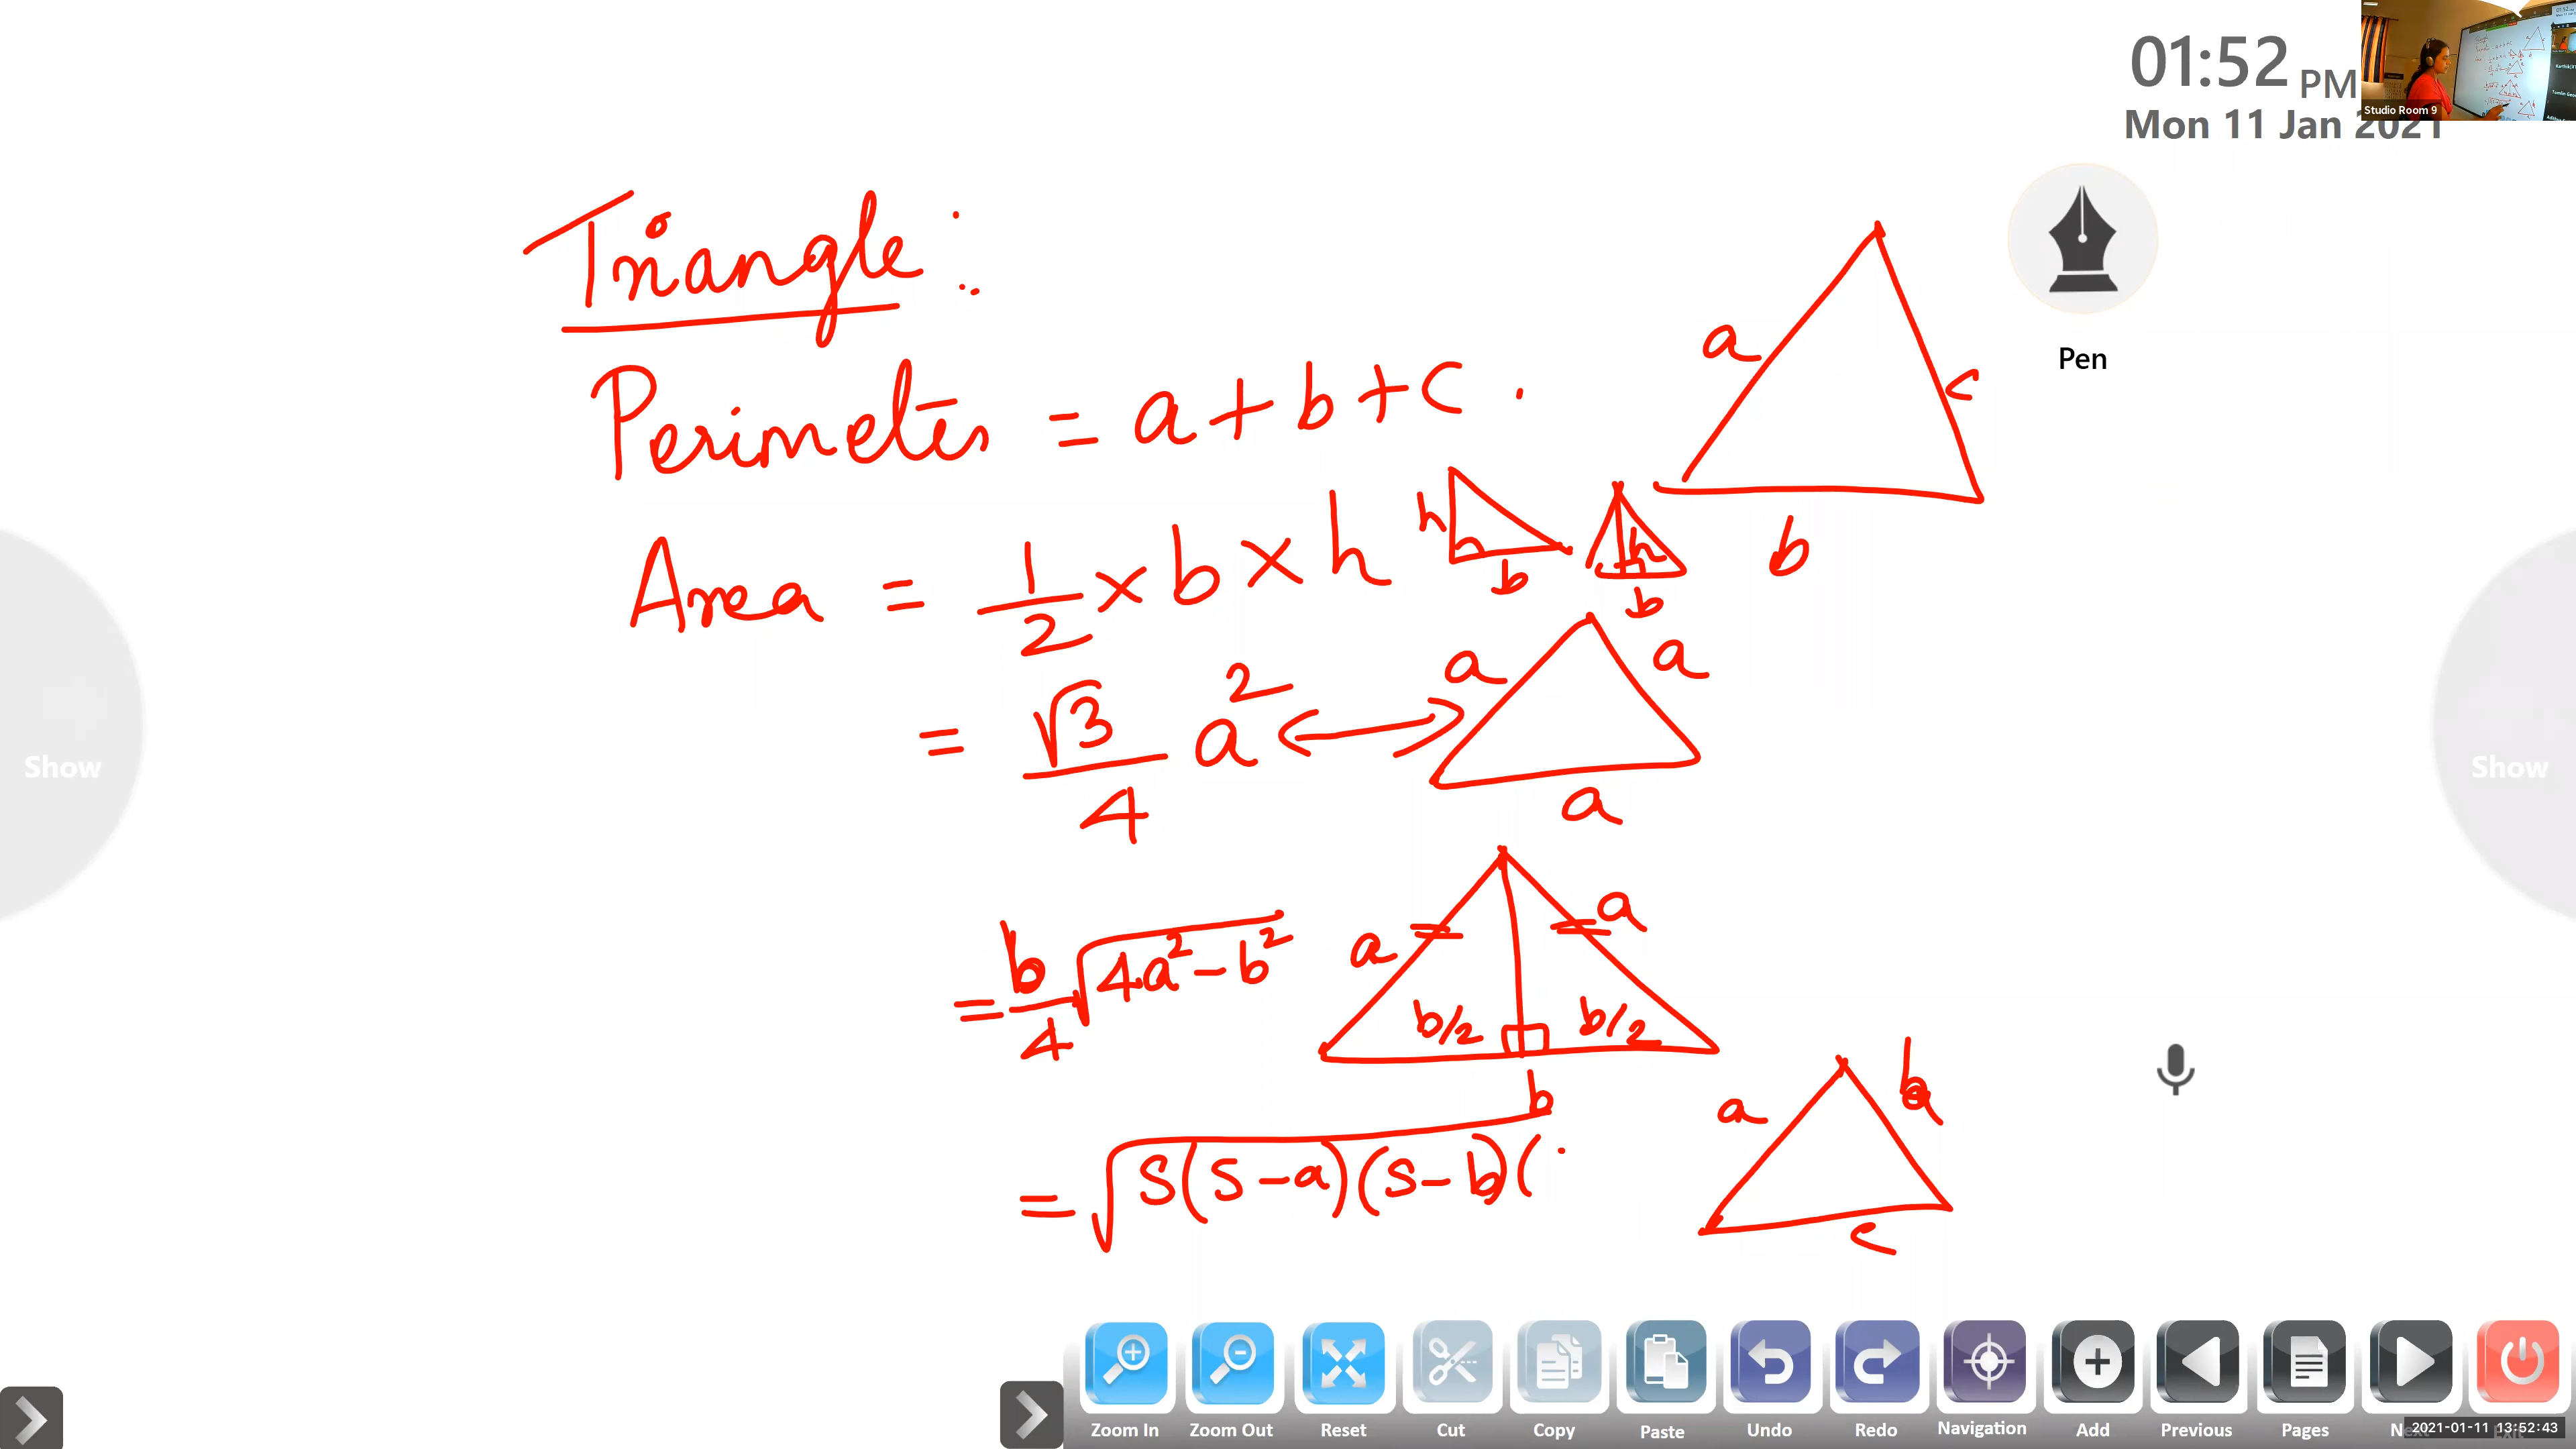 01:52 PM
Mon 11 Jan 2021
Studio Room 9
Pen
Triangle:
Perimeter = a+b+c.
a
c
b
Area = 1/2 × b × h
h
b
h
b
= √3/4 a²
a
a
a
= b/4 √(4a²-b²)
a
a
b/2
b/2
b
= √S(S-a)(S-b)(
a
b
c
Show
Show
Zoom In
Zoom Out
Reset
Cut
Copy
Paste
Undo
Redo
Navigation
Add
Previous
Pages
2021-01-11 13:52:43